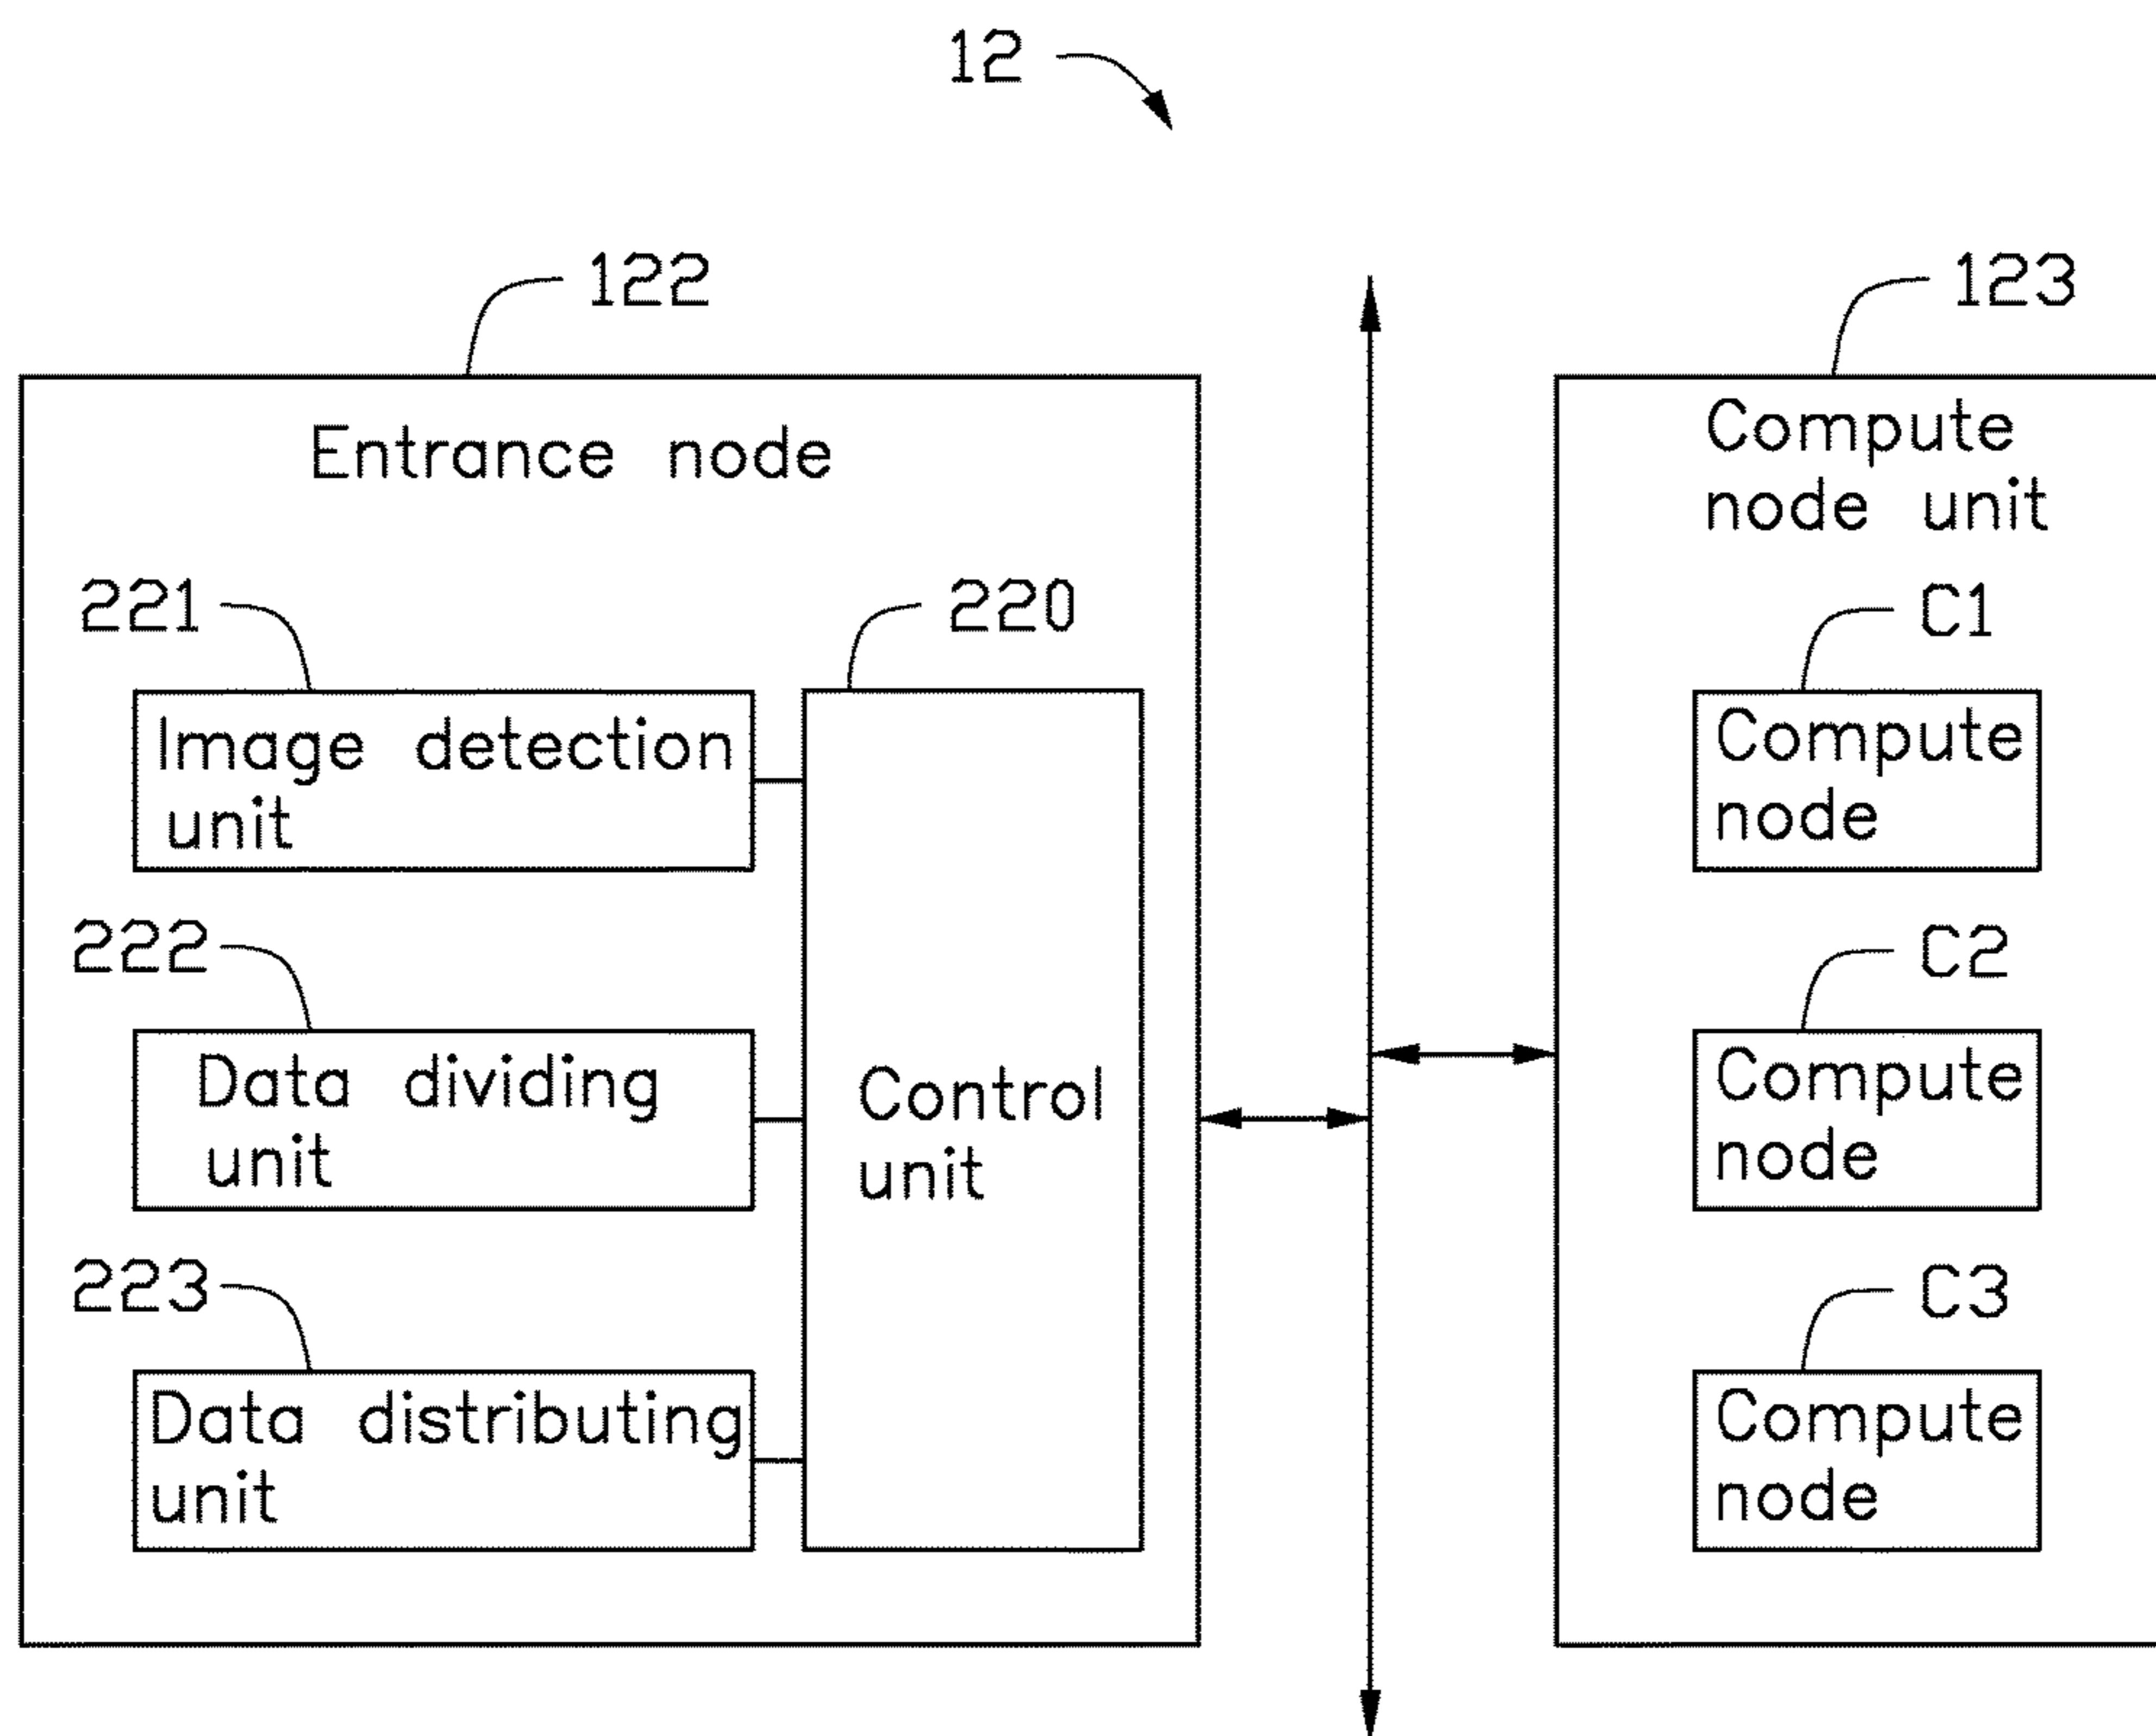 12
122
123
Entrance node
Compute
node unit
221
220
C1
Image detection
unit
Compute
node
222
C2
Data dividing
unit
Control
unit
Compute
node
223
C3
Data distributing
unit
Compute
node